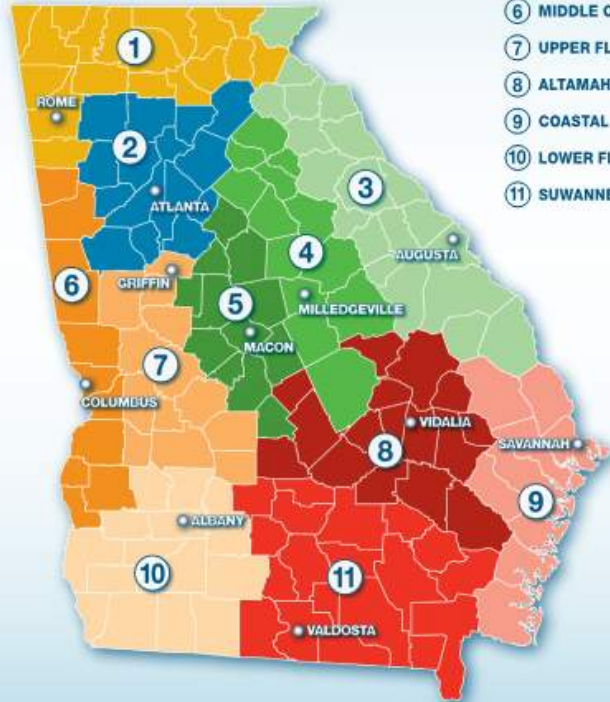 6 MIDDLE C
7 UPPER FL
8 ALTAMAH
9 COASTAL
10 LOWER FL
11 SUWANNE
1
ROME
2
ATLANTA
3
AUGUSTA
4
6
GRIFFIN
5
MILLEDGEVILLE
MACON
7
COLUMBUS
VIDALIA
8
SAVANNAH
9
ALBANY
10
11
VALDOSTA